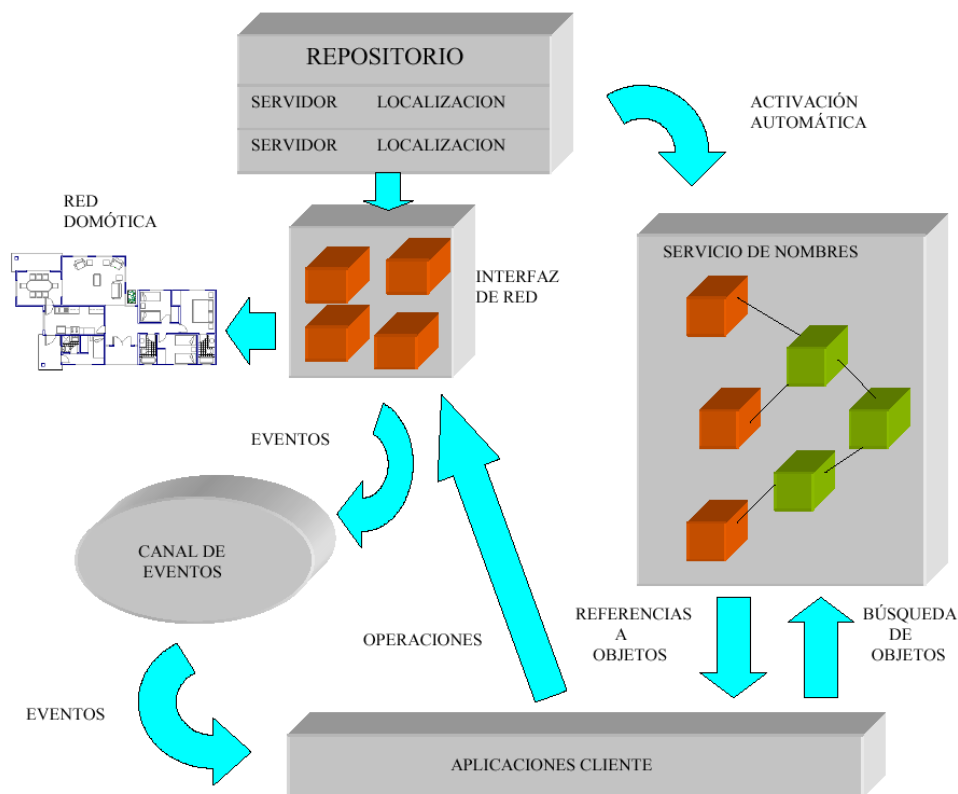 REPOSITORIO
SERVIDOR LOCALIZACION
SERVIDOR LOCALIZACION
ACTIVACIÓN
AUTOMÁTICA
RED
DOMÓTICA
INTERFAZ
DE RED
SERVICIO DE NOMBRES
EVENTOS
CANAL DE
EVENTOS
OPERACIONES
REFERENCIAS
A
OBJETOS
BÚSQUEDA
DE
OBJETOS
EVENTOS
APLICACIONES CLIENTE